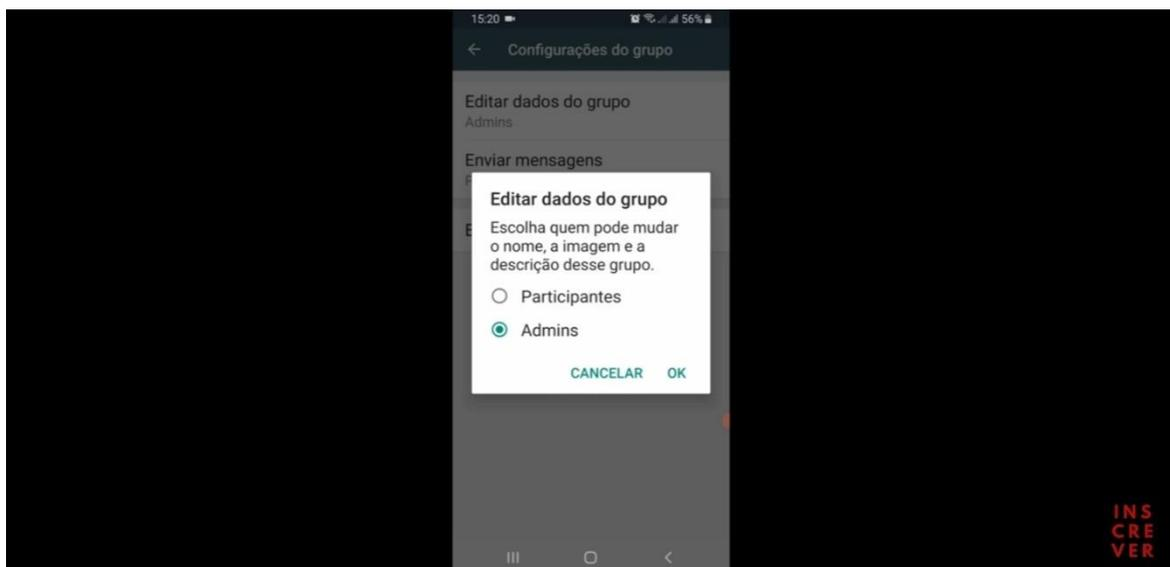 15:20
56%
Configurações do grupo
Editar dados do grupo
Admins
Enviar mensagens
Editar dados do grupo
Escolha quem pode mudar
o nome, a imagem e a
descrição desse grupo.
Participantes
Admins
CANCELAR OK
INS
CRE
VER